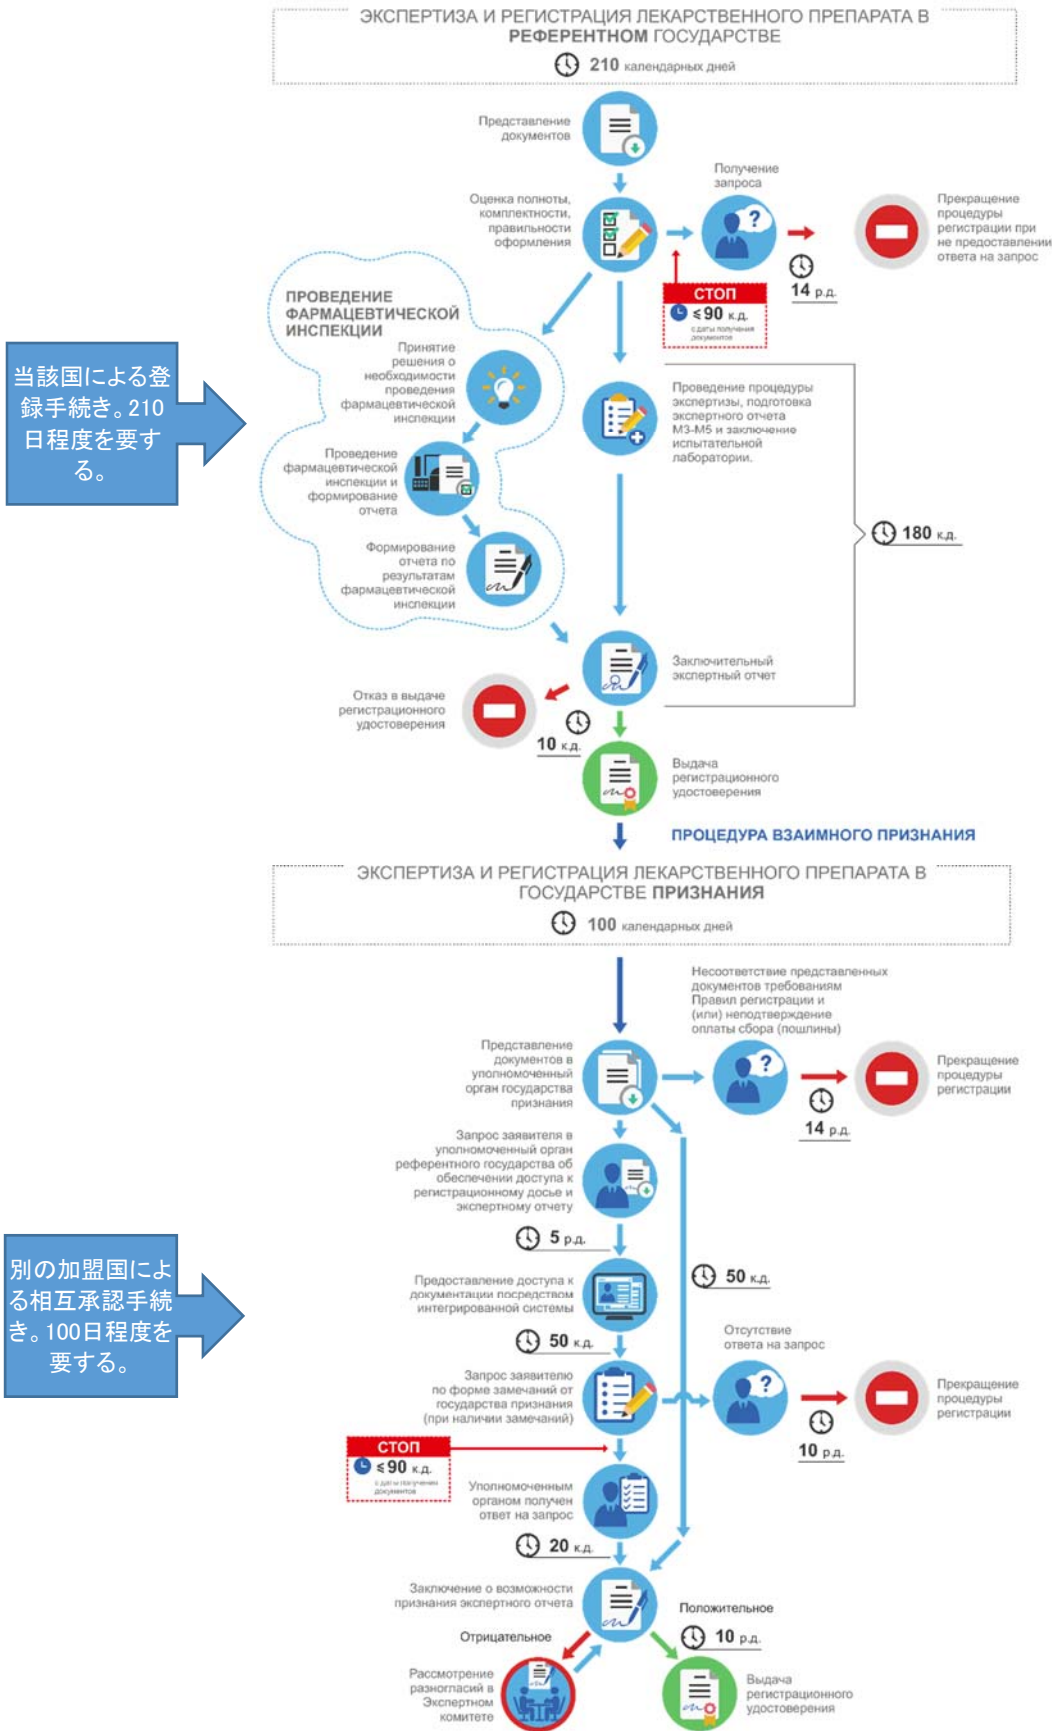 ЭКСПЕРТИЗА И РЕГИСТРАЦИЯ ЛЕКАРСТВЕННОГО ПРЕПАРАТА В
РЕФЕРЕНТНОМ ГОСУДАРСТВЕ
210 календарных дней
Представление
документов
Оценка полноты,
комплектности,
правильности
оформления
Получение
запроса
Прекращение
процедуры
регистрации при
не предоставлении
ответа на запрос
14 р.д.
СТОП
≤90 к.д.
с даты получения
документов
ПРОВЕДЕНИЕ
ФАРМАЦЕВТИЧЕСКОЙ
ИНСПЕКЦИИ
Принятие
решения о
необходимости
проведения
фармацевтической
инспекции
Проведение
фармацевтической
инспекции и
формирование
отчета
Формирование
отчета по
результатам
фармацевтической
инспекции
当該国による登
録手続き。210
日程度を要す
る。
Проведение процедуры
экспертизы, подготовка
экспертного отчета
М3-М5 и заключение
испытательной
лаборатории.
180 к.д.
Заключительный
экспертный отчет
Отказ в выдаче
регистрационного
удостоверения
10 к.д.
Выдача
регистрационного
удостоверения
ПРОЦЕДУРА ВЗАИМНОГО ПРИЗНАНИЯ
ЭКСПЕРТИЗА И РЕГИСТРАЦИЯ ЛЕКАРСТВЕННОГО ПРЕПАРАТА В
ГОСУДАРСТВЕ ПРИЗНАНИЯ
100 календарных дней
Несоответствие представленных
документов требованиям
Правил регистрации и
(или) неподтверждение
оплаты сбора (пошлины)
Представление
документов в
уполномоченный
орган государства
признания
Прекращение
процедуры
регистрации
14 р.д.
Запрос заявителя в
уполномоченный орган
референтного государства об
обеспечении доступа к
регистрационному досье и
экспертному отчету
5 р.д.
別の加盟国によ
る相互承認手続
き。100日程度を
要する。
Предоставление доступа к
документации посредством
интегрированной системы
50 к.д.
50 к.д.
Отсутствие
ответа на запрос
Запрос заявителю
по форме замечаний от
государства признания
(при наличии замечаний)
Прекращение
процедуры
регистрации
10 р.д.
СТОП
≤90 к.д.
с даты получения
документов
Уполномоченным
органом получен
ответ на запрос
20 к.д.
Заключение о возможности
признания экспертного отчета
Положительное
10 р.д.
Отрицательное
Рассмотрение
разногласий в
Экспертном
комитете
Выдача
регистрационного
удостоверения